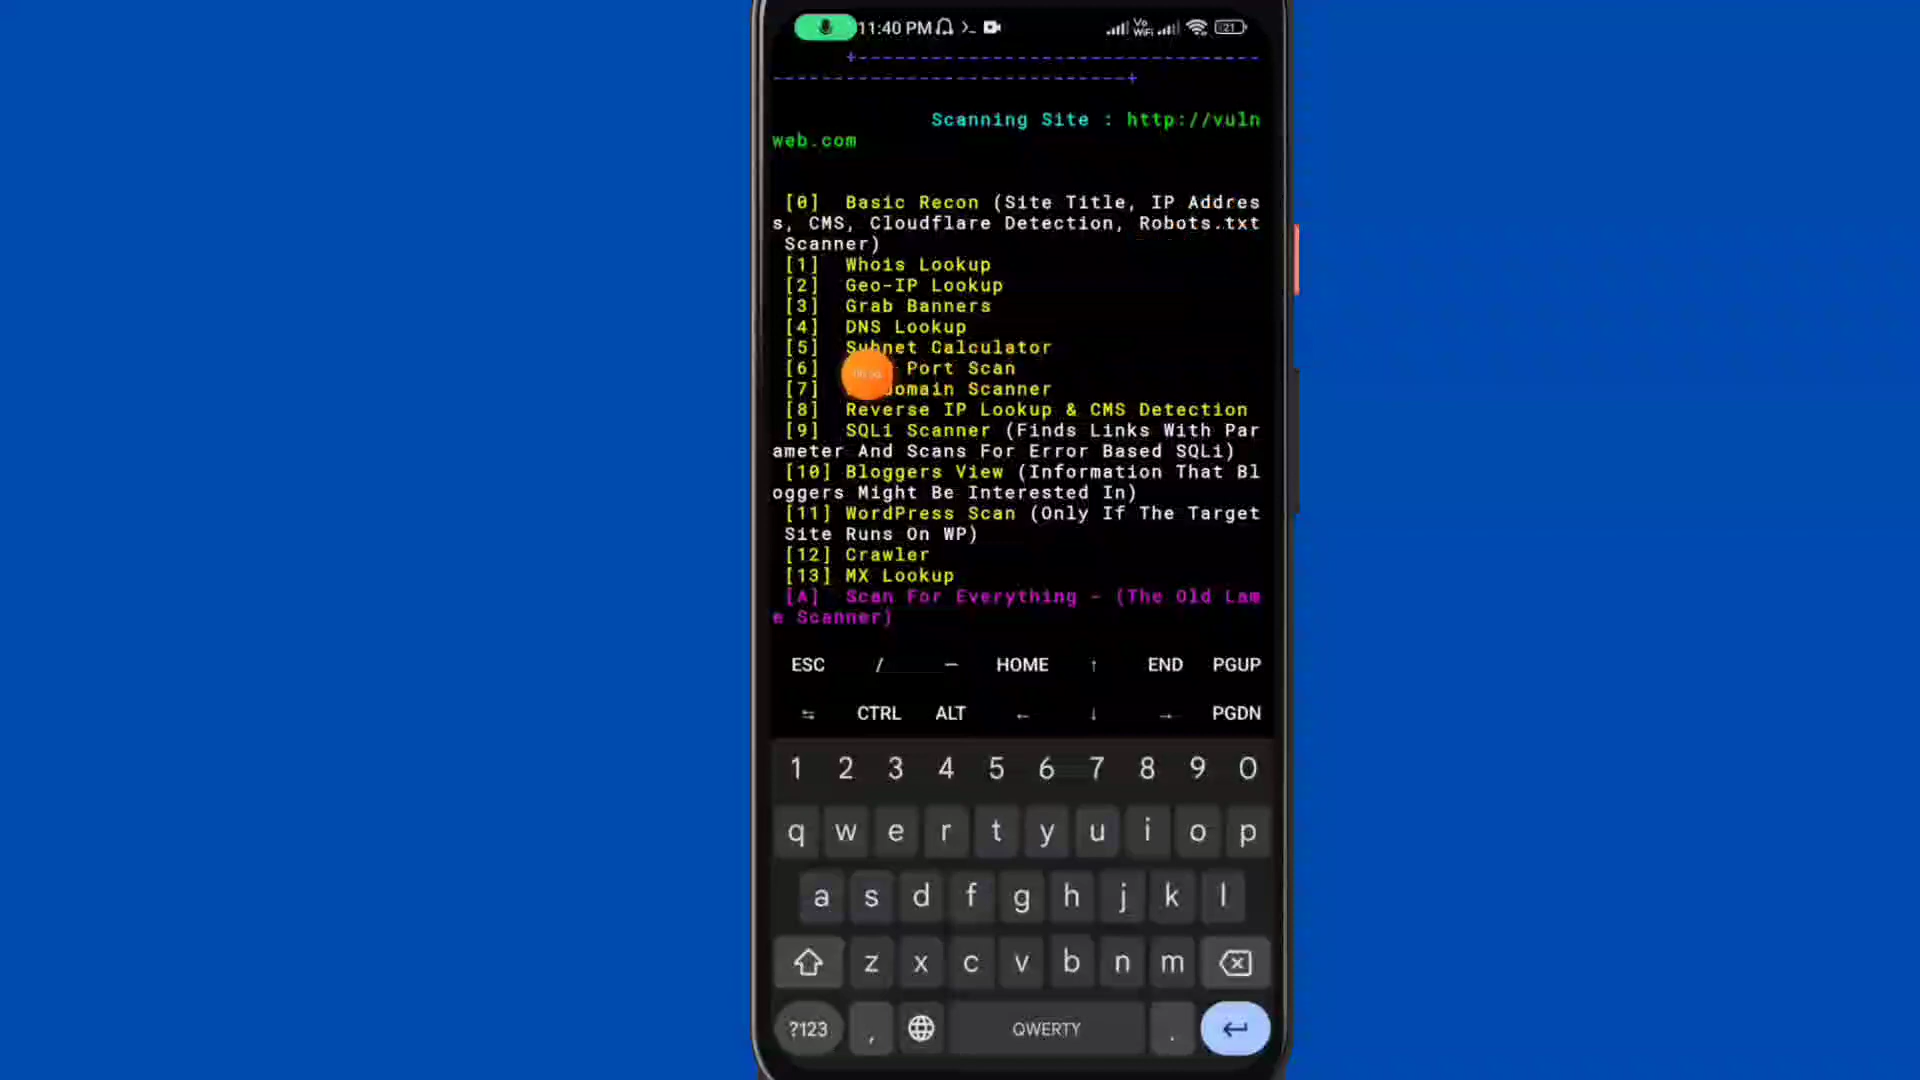 11:40 PM
Vo
WiFi
21
+--------------------------------
-----------------------------+
Scanning Site : http://vuln
web.com
[0] Basic Recon (Site Title, IP Addres
s, CMS, Cloudflare Detection, Robots.txt
Scanner)
[1] Whois Lookup
[2] Geo-IP Lookup
[3] Grab Banners
[4] DNS Lookup
[5] Subnet Calculator
[6] Port Scan
[7] domain Scanner
[8] Reverse IP Lookup & CMS Detection
[9] SQLi Scanner (Finds Links With Par
ameter And Scans For Error Based SQLi)
[10] Bloggers View (Information That Bl
oggers Might Be Interested In)
[11] WordPress Scan (Only If The Target
Site Runs On WP)
[12] Crawler
[13] MX Lookup
[A] Scan For Everything - (The Old Lam
e Scanner)
ESC / — HOME ↑ END PGUP
⇆ CTRL ALT ← ↓ → PGDN
1 2 3 4 5 6 7 8 9 0
q w e r t y u i o p
a s d f g h j k l
z x c v b n m
?123 , QWERTY .